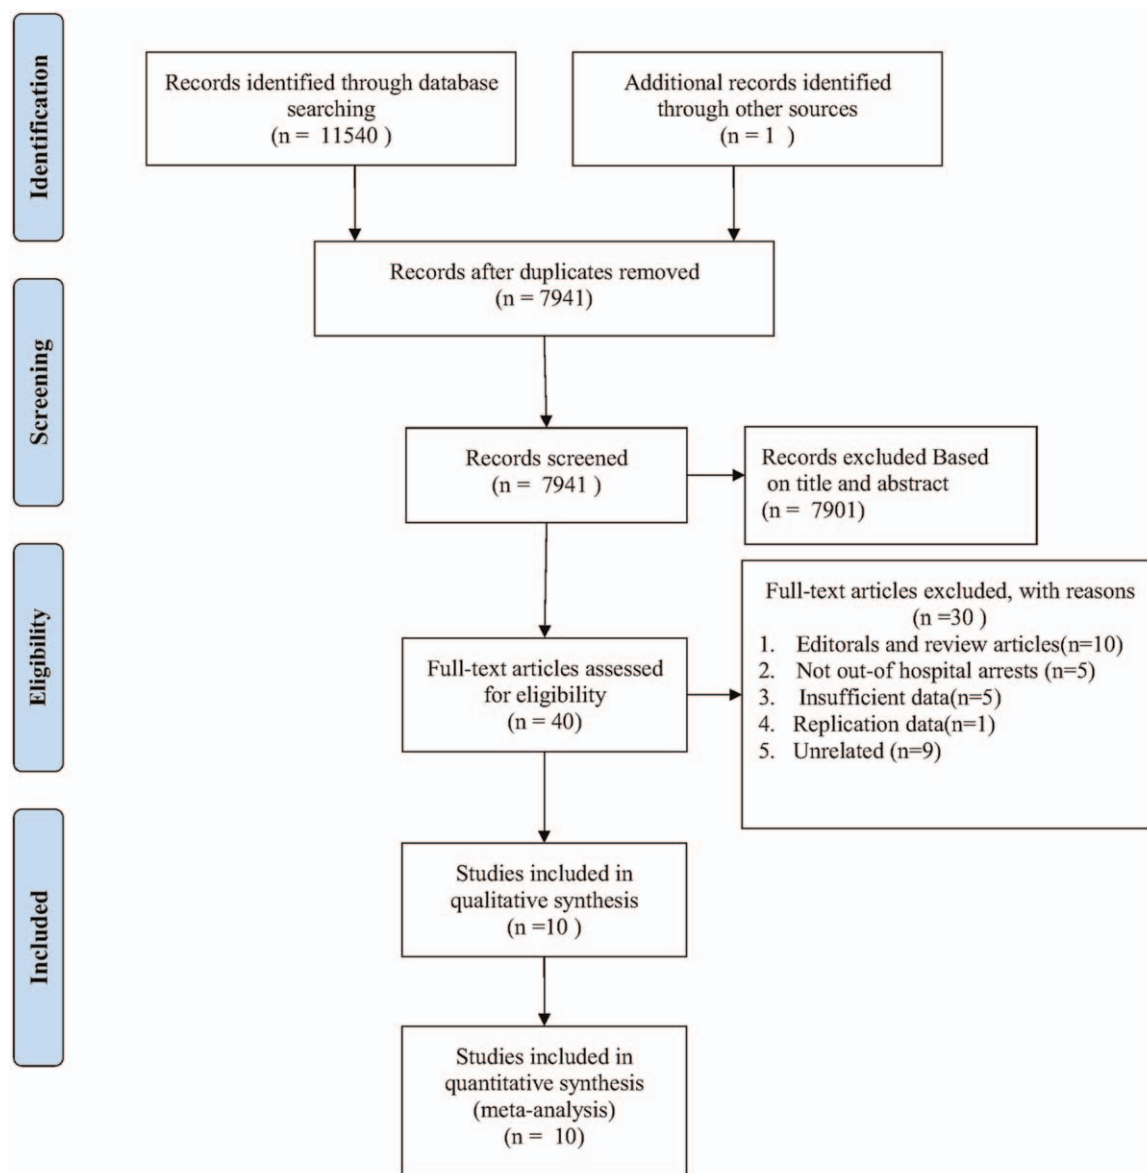 Identification
Records identified through database
searching
(n = 11540 )
Additional records identified
through other sources
(n = 1 )
Records after duplicates removed
(n = 7941)
Screening
Records screened
(n = 7941 )
Records excluded Based
on title and abstract
(n = 7901)
Eligibility
Full-text articles assessed
for eligibility
(n = 40)
Full-text articles excluded, with reasons
(n =30 )
1. Editorals and review articles(n=10)
2. Not out-of hospital arrests (n=5)
3. Insufficient data(n=5)
4. Replication data(n=1)
5. Unrelated (n=9)
Included
Studies included in
qualitative synthesis
(n =10 )
Studies included in
quantitative synthesis
(meta-analysis)
(n = 10)